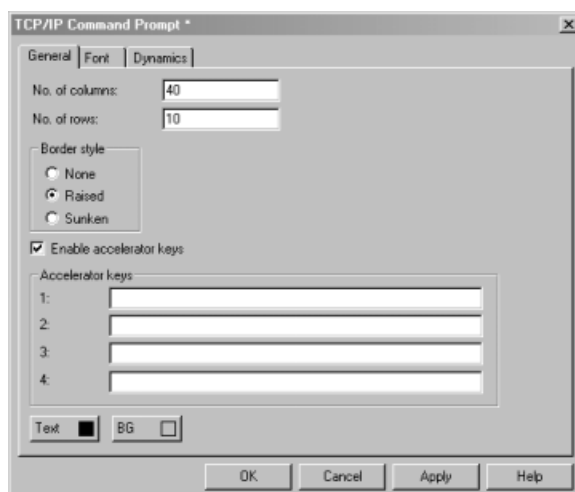 TCP/IP Command Prompt *
General Font Dynamics
No. of columns: 40
No. of rows: 10
Border style
None
Raised
Sunken
Enable accelerator keys
Accelerator keys
1:
2:
3:
4:
Text BG
OK Cancel Apply Help